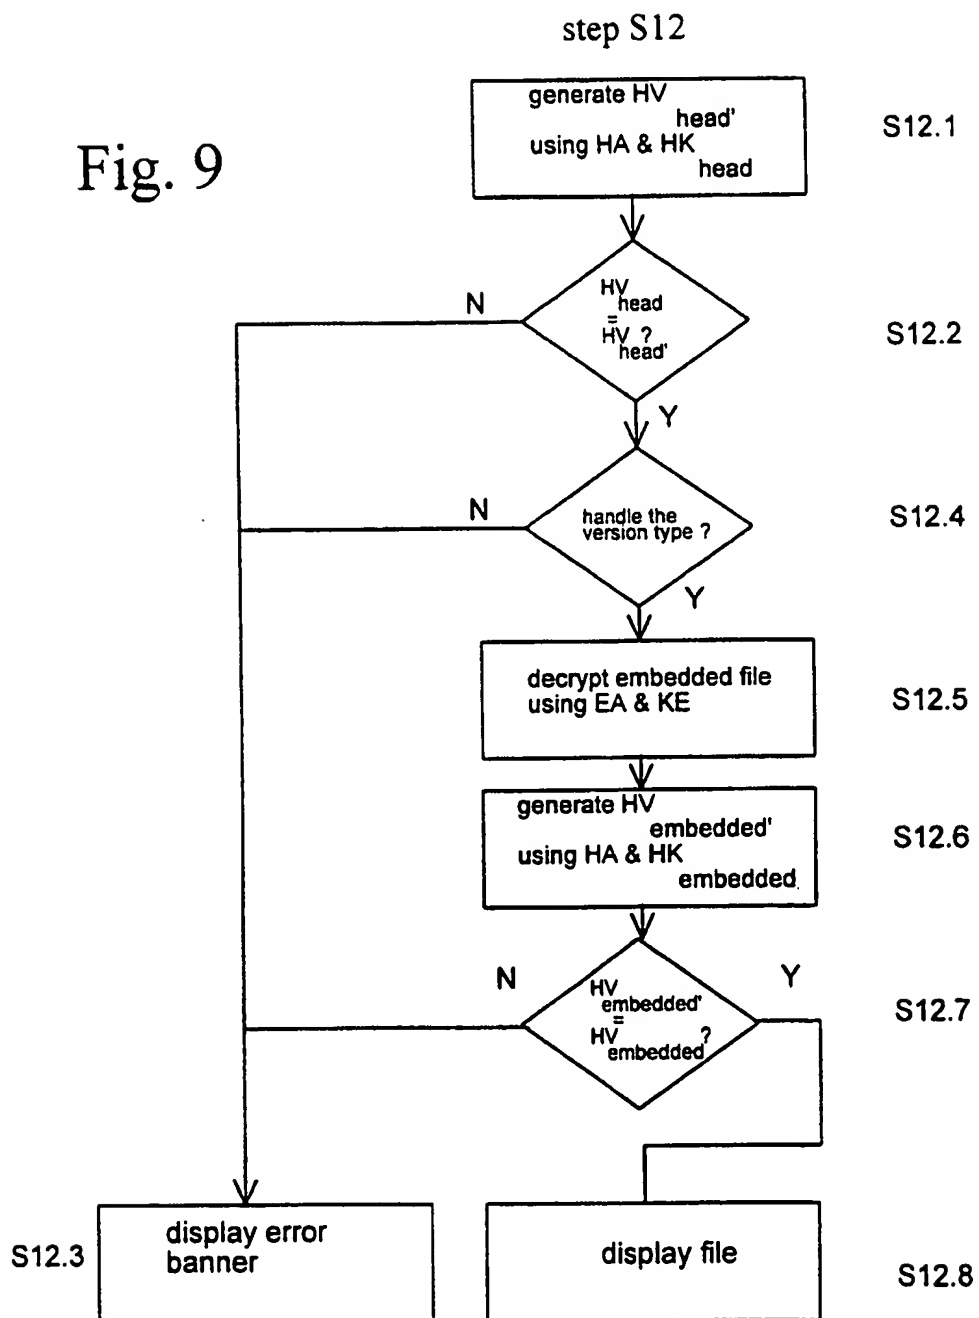 step S12
Fig. 9
generate HV
head'
using HA & HK
head
S12.1
N
HV
head
=
HV ?
head'
S12.2
Y
N
handle the
version type ?
S12.4
Y
decrypt embedded file
using EA & KE
S12.5
generate HV
embedded'
using HA & HK
embedded
S12.6
N
HV
embedded'
=
HV ?
embedded
Y
S12.7
S12.3
display error
banner
display file
S12.8